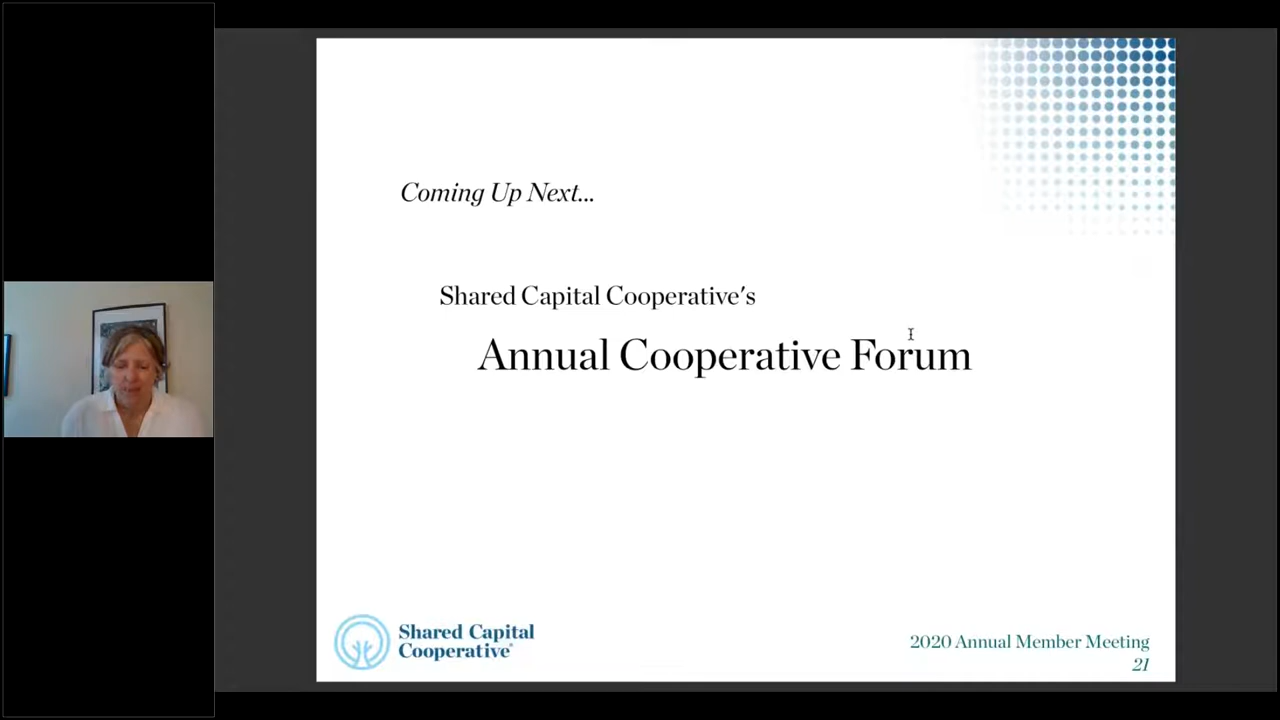 Coming Up Next...
Shared Capital Cooperative's
Annual Cooperative Forum
Shared Capital
Cooperative
2020 Annual Member Meeting
21